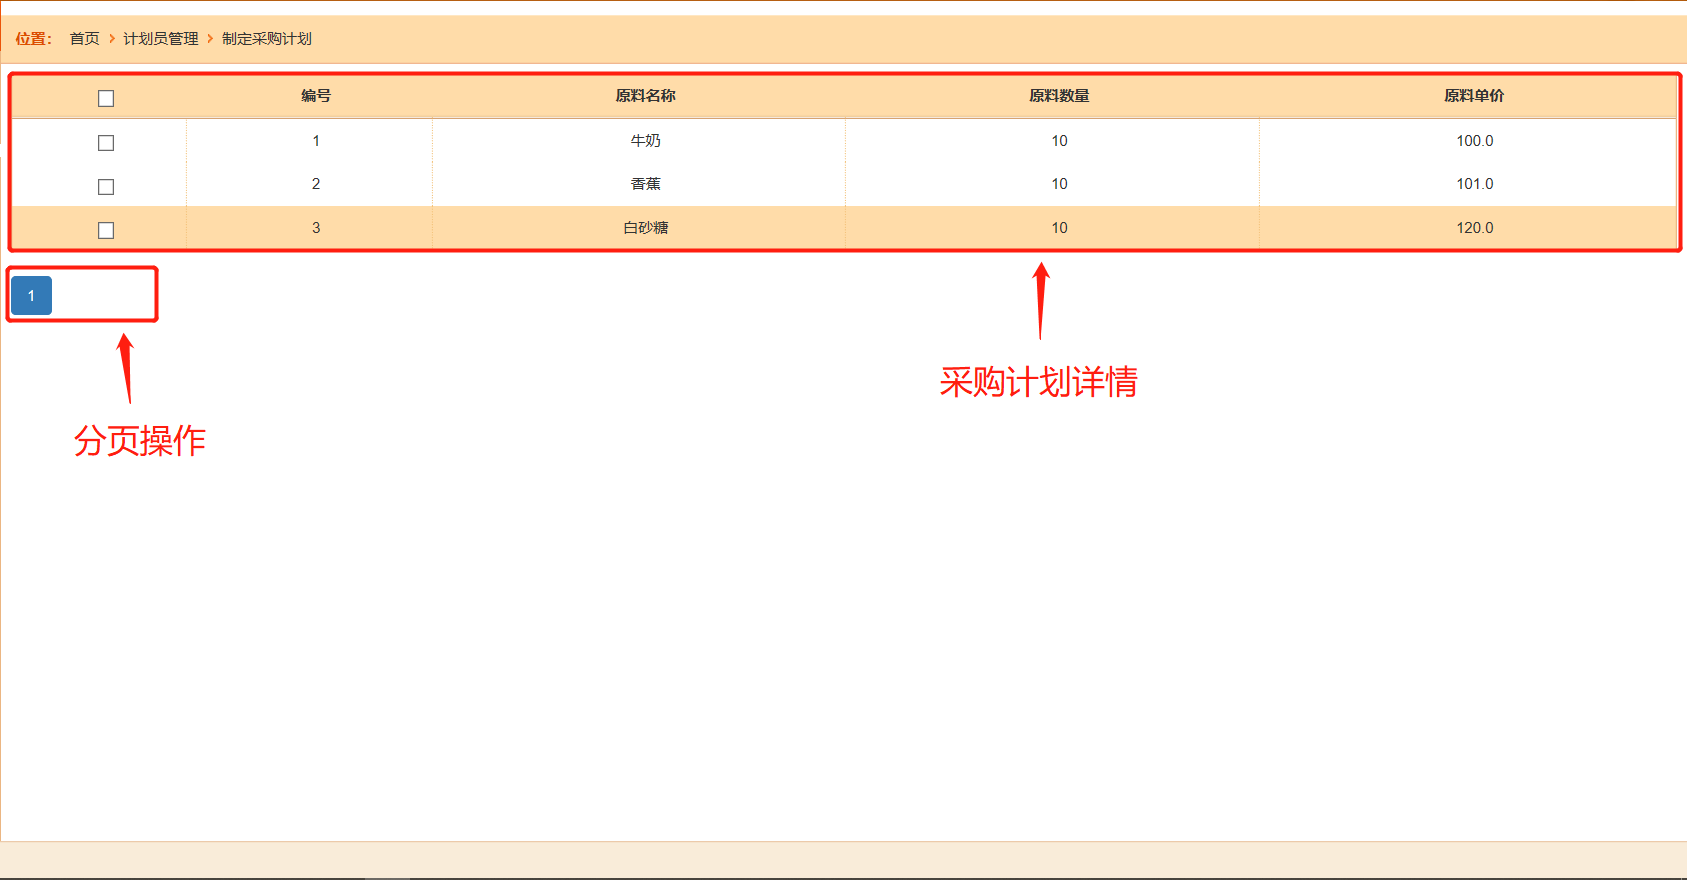 位置： 首页 > 计划员管理 > 制定采购计划
编号 原料名称 原料数量 原料单价
1 牛奶 10 100.0
2 香蕉 10 101.0
3 白砂糖 10 120.0
1
采购计划详情
分页操作